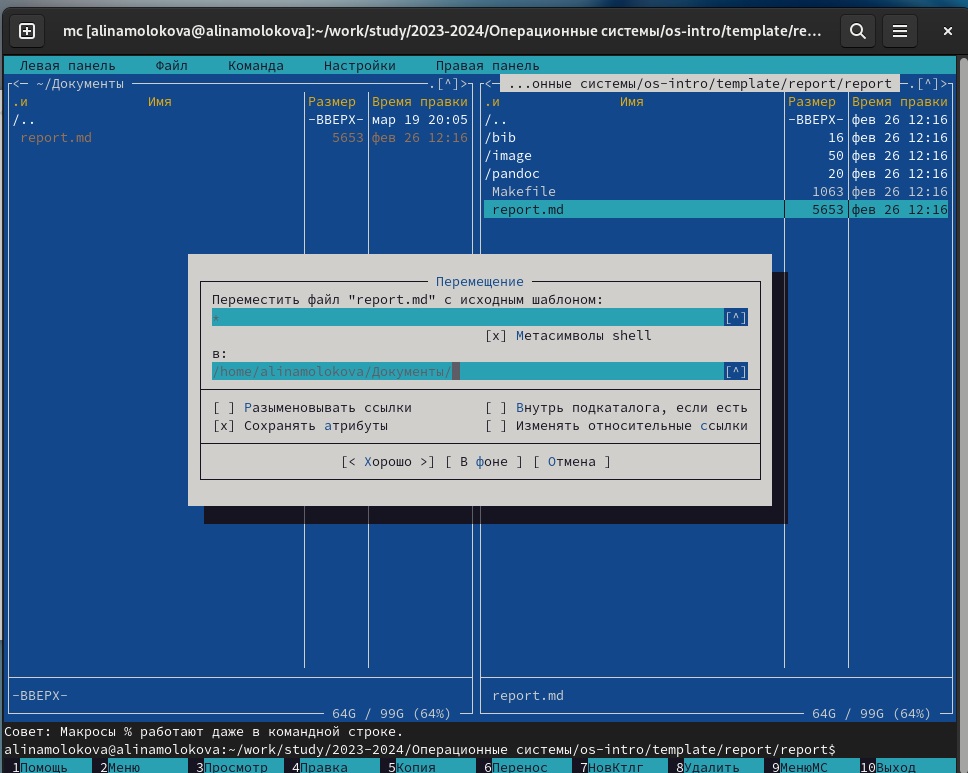 mc [alinamolokova@alinamolokova]:~/work/study/2023-2024/Операционные системы/os-intro/template/re...
Левая панель Файл Команда Настройки Правая панель
<— ~/Документы .[^]>
.и Имя Размер Время правки
/.. -ВВЕРХ- мар 19 20:05
report.md 5653 фев 26 12:16
<— ...онные системы/os-intro/template/report/report .[^]>
.и Имя Размер Время правки
/.. -ВВЕРХ- фев 26 12:16
/bib 16 фев 26 12:16
/image 50 фев 26 12:16
/pandoc 20 фев 26 12:16
Makefile 1063 фев 26 12:16
report.md 5653 фев 26 12:16
Перемещение
Переместить файл "report.md" с исходным шаблоном:
* [^]
[x] Метасимволы shell
в:
/home/alinamolokova/Документы/ [^]
[ ] Разыменовывать ссылки [ ] Внутрь подкаталога, если есть
[x] Сохранять атрибуты [ ] Изменять относительные ссылки
[< Хорошо >] [ В фоне ] [ Отмена ]
-ВВЕРХ-
64G / 99G (64%)
report.md
64G / 99G (64%)
Совет: Макросы % работают даже в командной строке.
alinamolokova@alinamolokova:~/work/study/2023-2024/Операционные системы/os-intro/template/report/report$
1Помощь 2Меню 3Просмотр 4Правка 5Копия 6Перенос 7НовКтлг 8Удалить 9МенюМС 10Выход